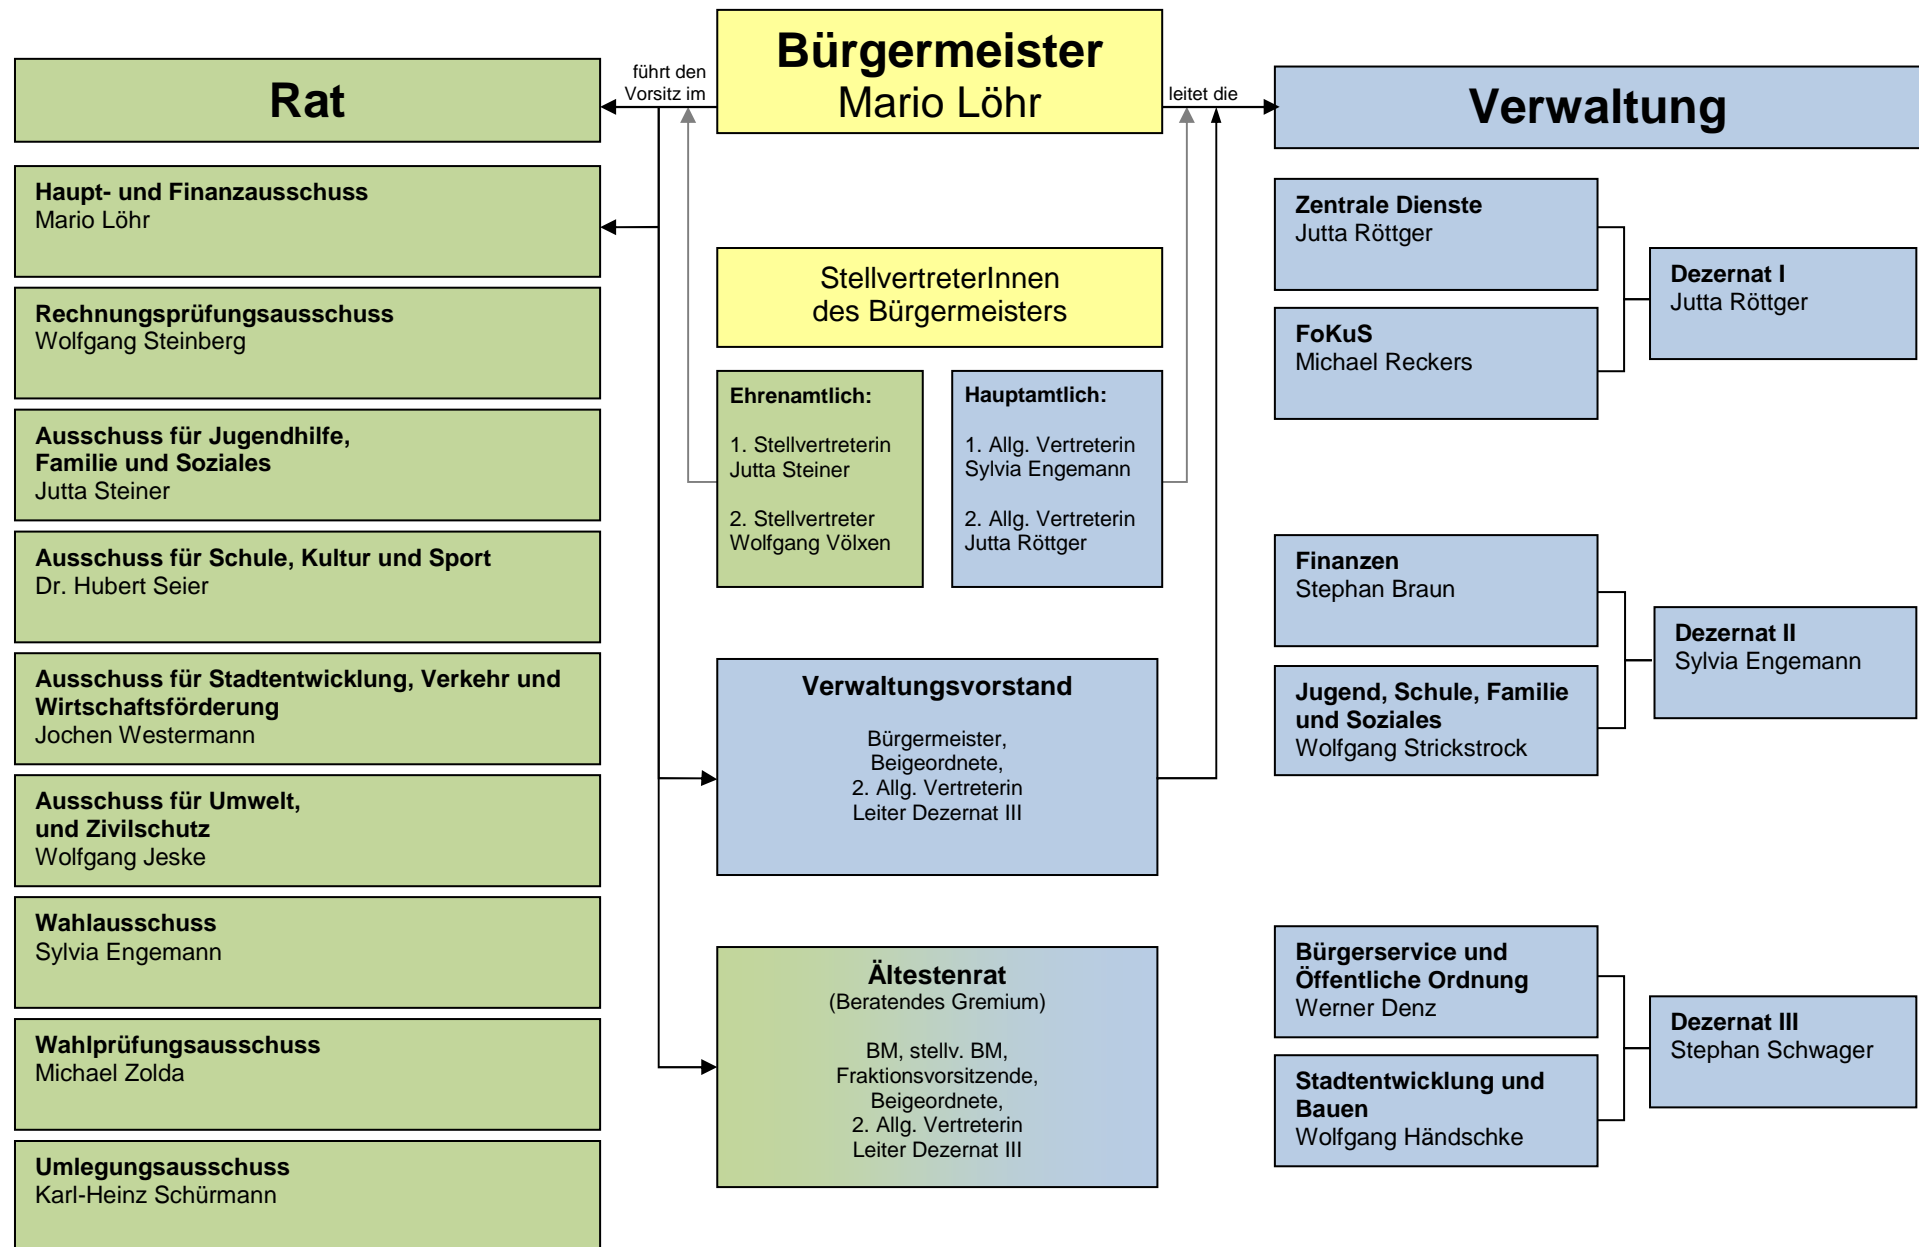 Bürgermeister
Mario Löhr
führt den
Vorsitz im
leitet die
Rat
Haupt- und Finanzausschuss
Mario Löhr
Rechnungsprüfungsausschuss
Wolfgang Steinberg
Ausschuss für Jugendhilfe,
Familie und Soziales
Jutta Steiner
Ausschuss für Schule, Kultur und Sport
Dr. Hubert Seier
Ausschuss für Stadtentwicklung, Verkehr und
Wirtschaftsförderung
Jochen Westermann
Ausschuss für Umwelt,
und Zivilschutz
Wolfgang Jeske
Wahlausschuss
Sylvia Engemann
Wahlprüfungsausschuss
Michael Zolda
Umlegungsausschuss
Karl-Heinz Schürmann
StellvertreterInnen
des Bürgermeisters
Ehrenamtlich:
1. Stellvertreterin
Jutta Steiner
2. Stellvertreter
Wolfgang Völxen
Hauptamtlich:
1. Allg. Vertreterin
Sylvia Engemann
2. Allg. Vertreterin
Jutta Röttger
Verwaltungsvorstand
Bürgermeister,
Beigeordnete,
2. Allg. Vertreterin
Leiter Dezernat III
Ältestenrat
(Beratendes Gremium)
BM, stellv. BM,
Fraktionsvorsitzende,
Beigeordnete,
2. Allg. Vertreterin
Leiter Dezernat III
Verwaltung
Zentrale Dienste
Jutta Röttger
FoKuS
Michael Reckers
Dezernat I
Jutta Röttger
Finanzen
Stephan Braun
Jugend, Schule, Familie
und Soziales
Wolfgang Strickstrock
Dezernat II
Sylvia Engemann
Bürgerservice und
Öffentliche Ordnung
Werner Denz
Stadtentwicklung und
Bauen
Wolfgang Händschke
Dezernat III
Stephan Schwager